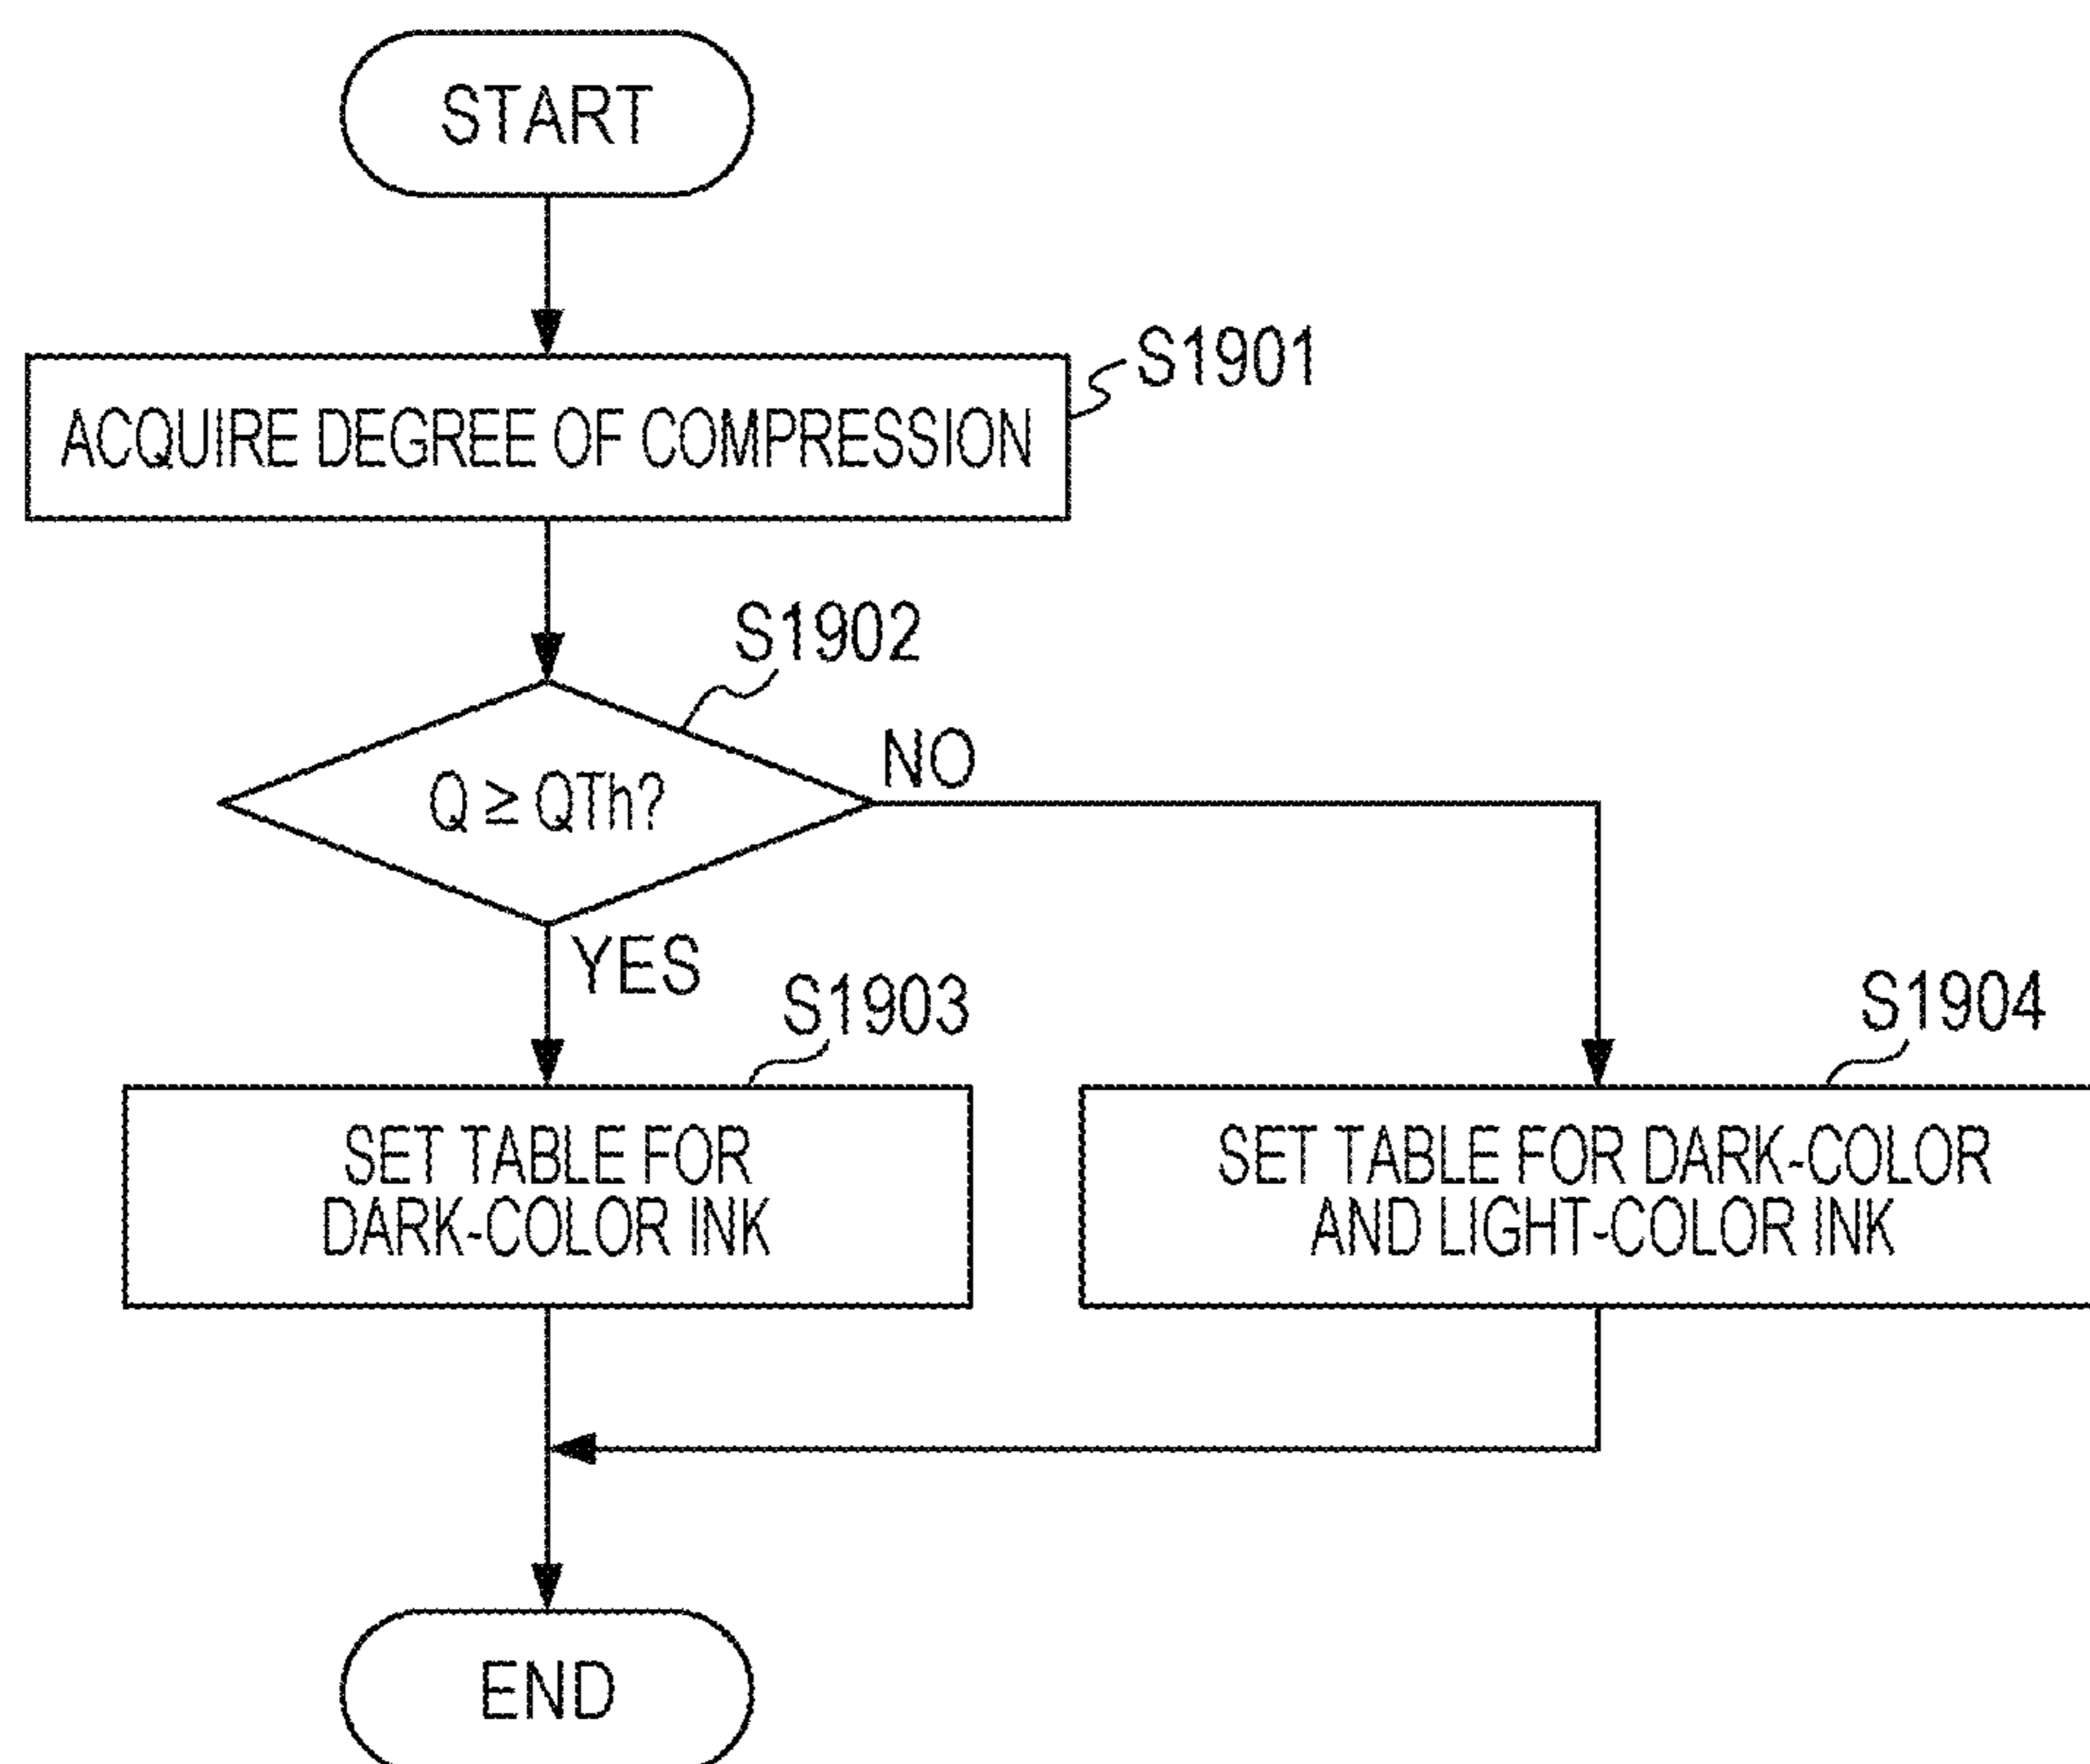 START
S1901
ACQUIRE DEGREE OF COMPRESSION
S1902
Q ≥ QTh?
NO
YES
S1903
SET TABLE FOR
DARK-COLOR INK
S1904
SET TABLE FOR DARK-COLOR
AND LIGHT-COLOR INK
END